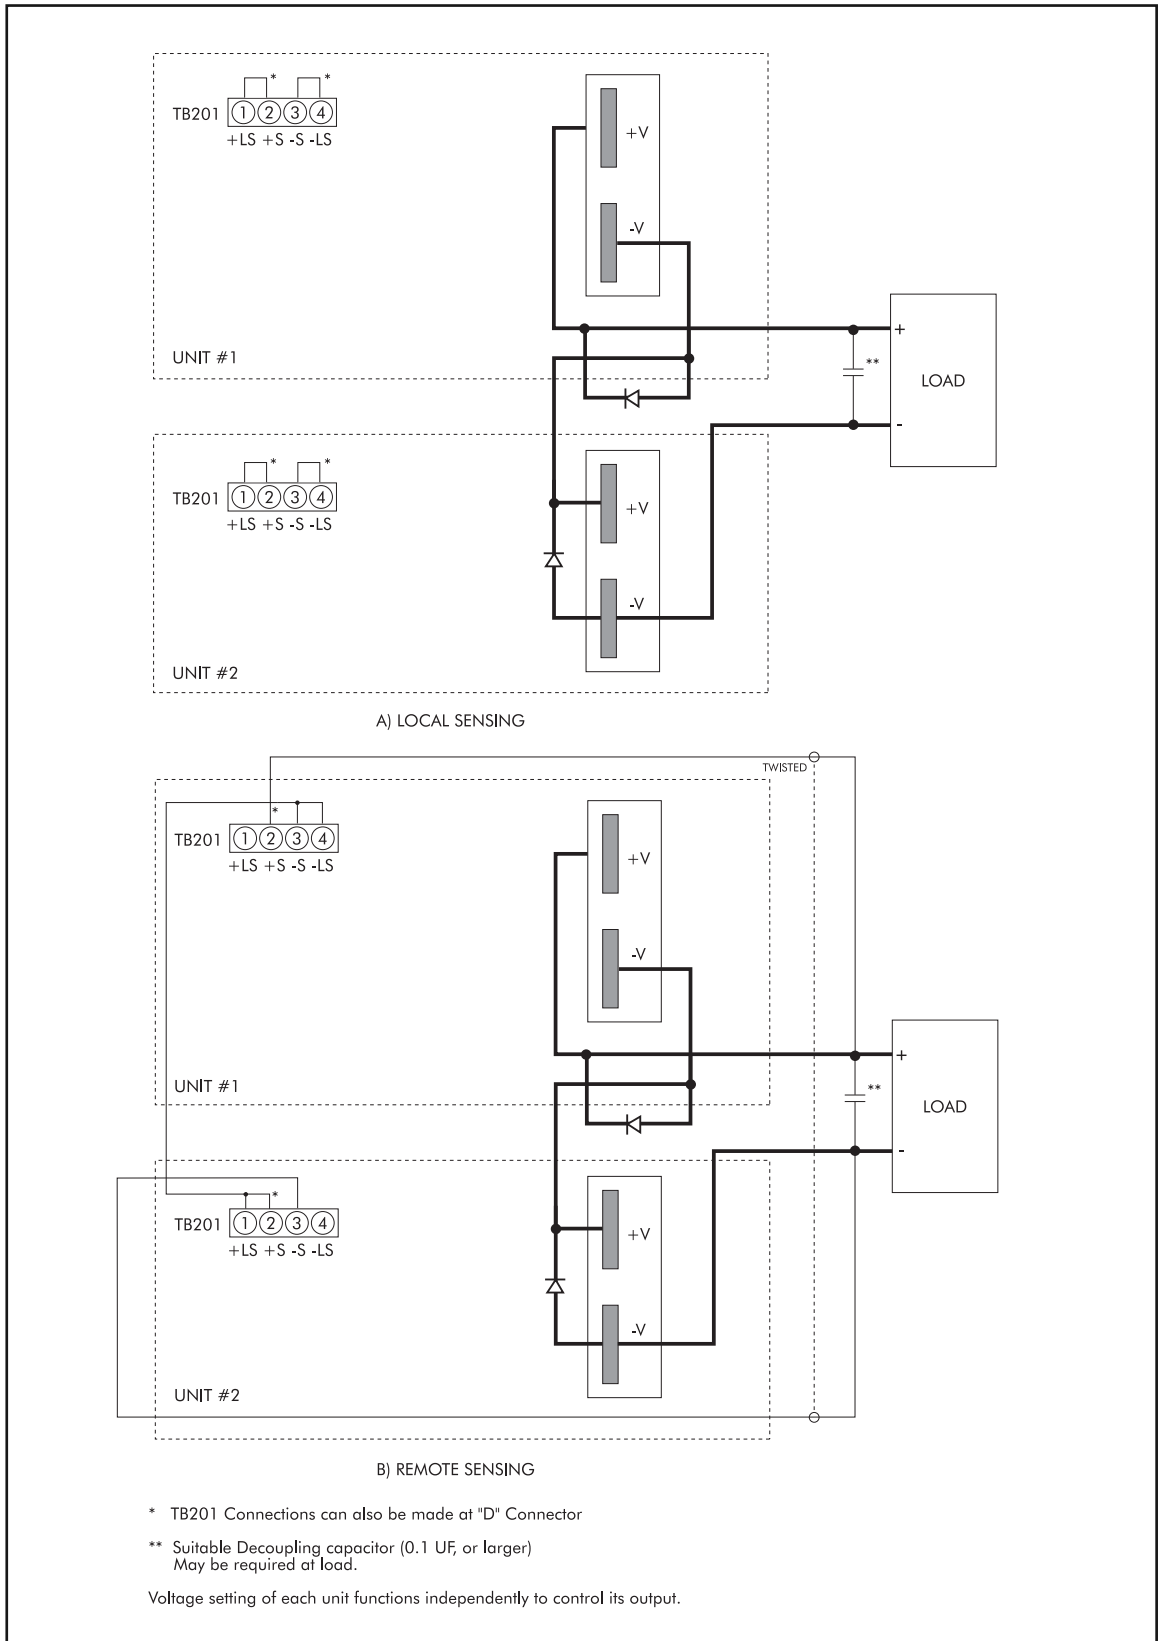 TB201 1 2 3 4
* *
+LS +S -S -LS
+V
-V
UNIT #1
+
**
LOAD
-
TB201 1 2 3 4
* *
+LS +S -S -LS
+V
-V
UNIT #2
A) LOCAL SENSING
TWISTED
*
TB201 1 2 3 4
+LS +S -S -LS
+V
-V
UNIT #1
+
**
LOAD
-
*
TB201 1 2 3 4
+LS +S -S -LS
+V
-V
UNIT #2
B) REMOTE SENSING
* TB201 Connections can also be made at "D" Connector
** Suitable Decoupling capacitor (0.1 UF, or larger)
May be required at load.
Voltage setting of each unit functions independently to control its output.